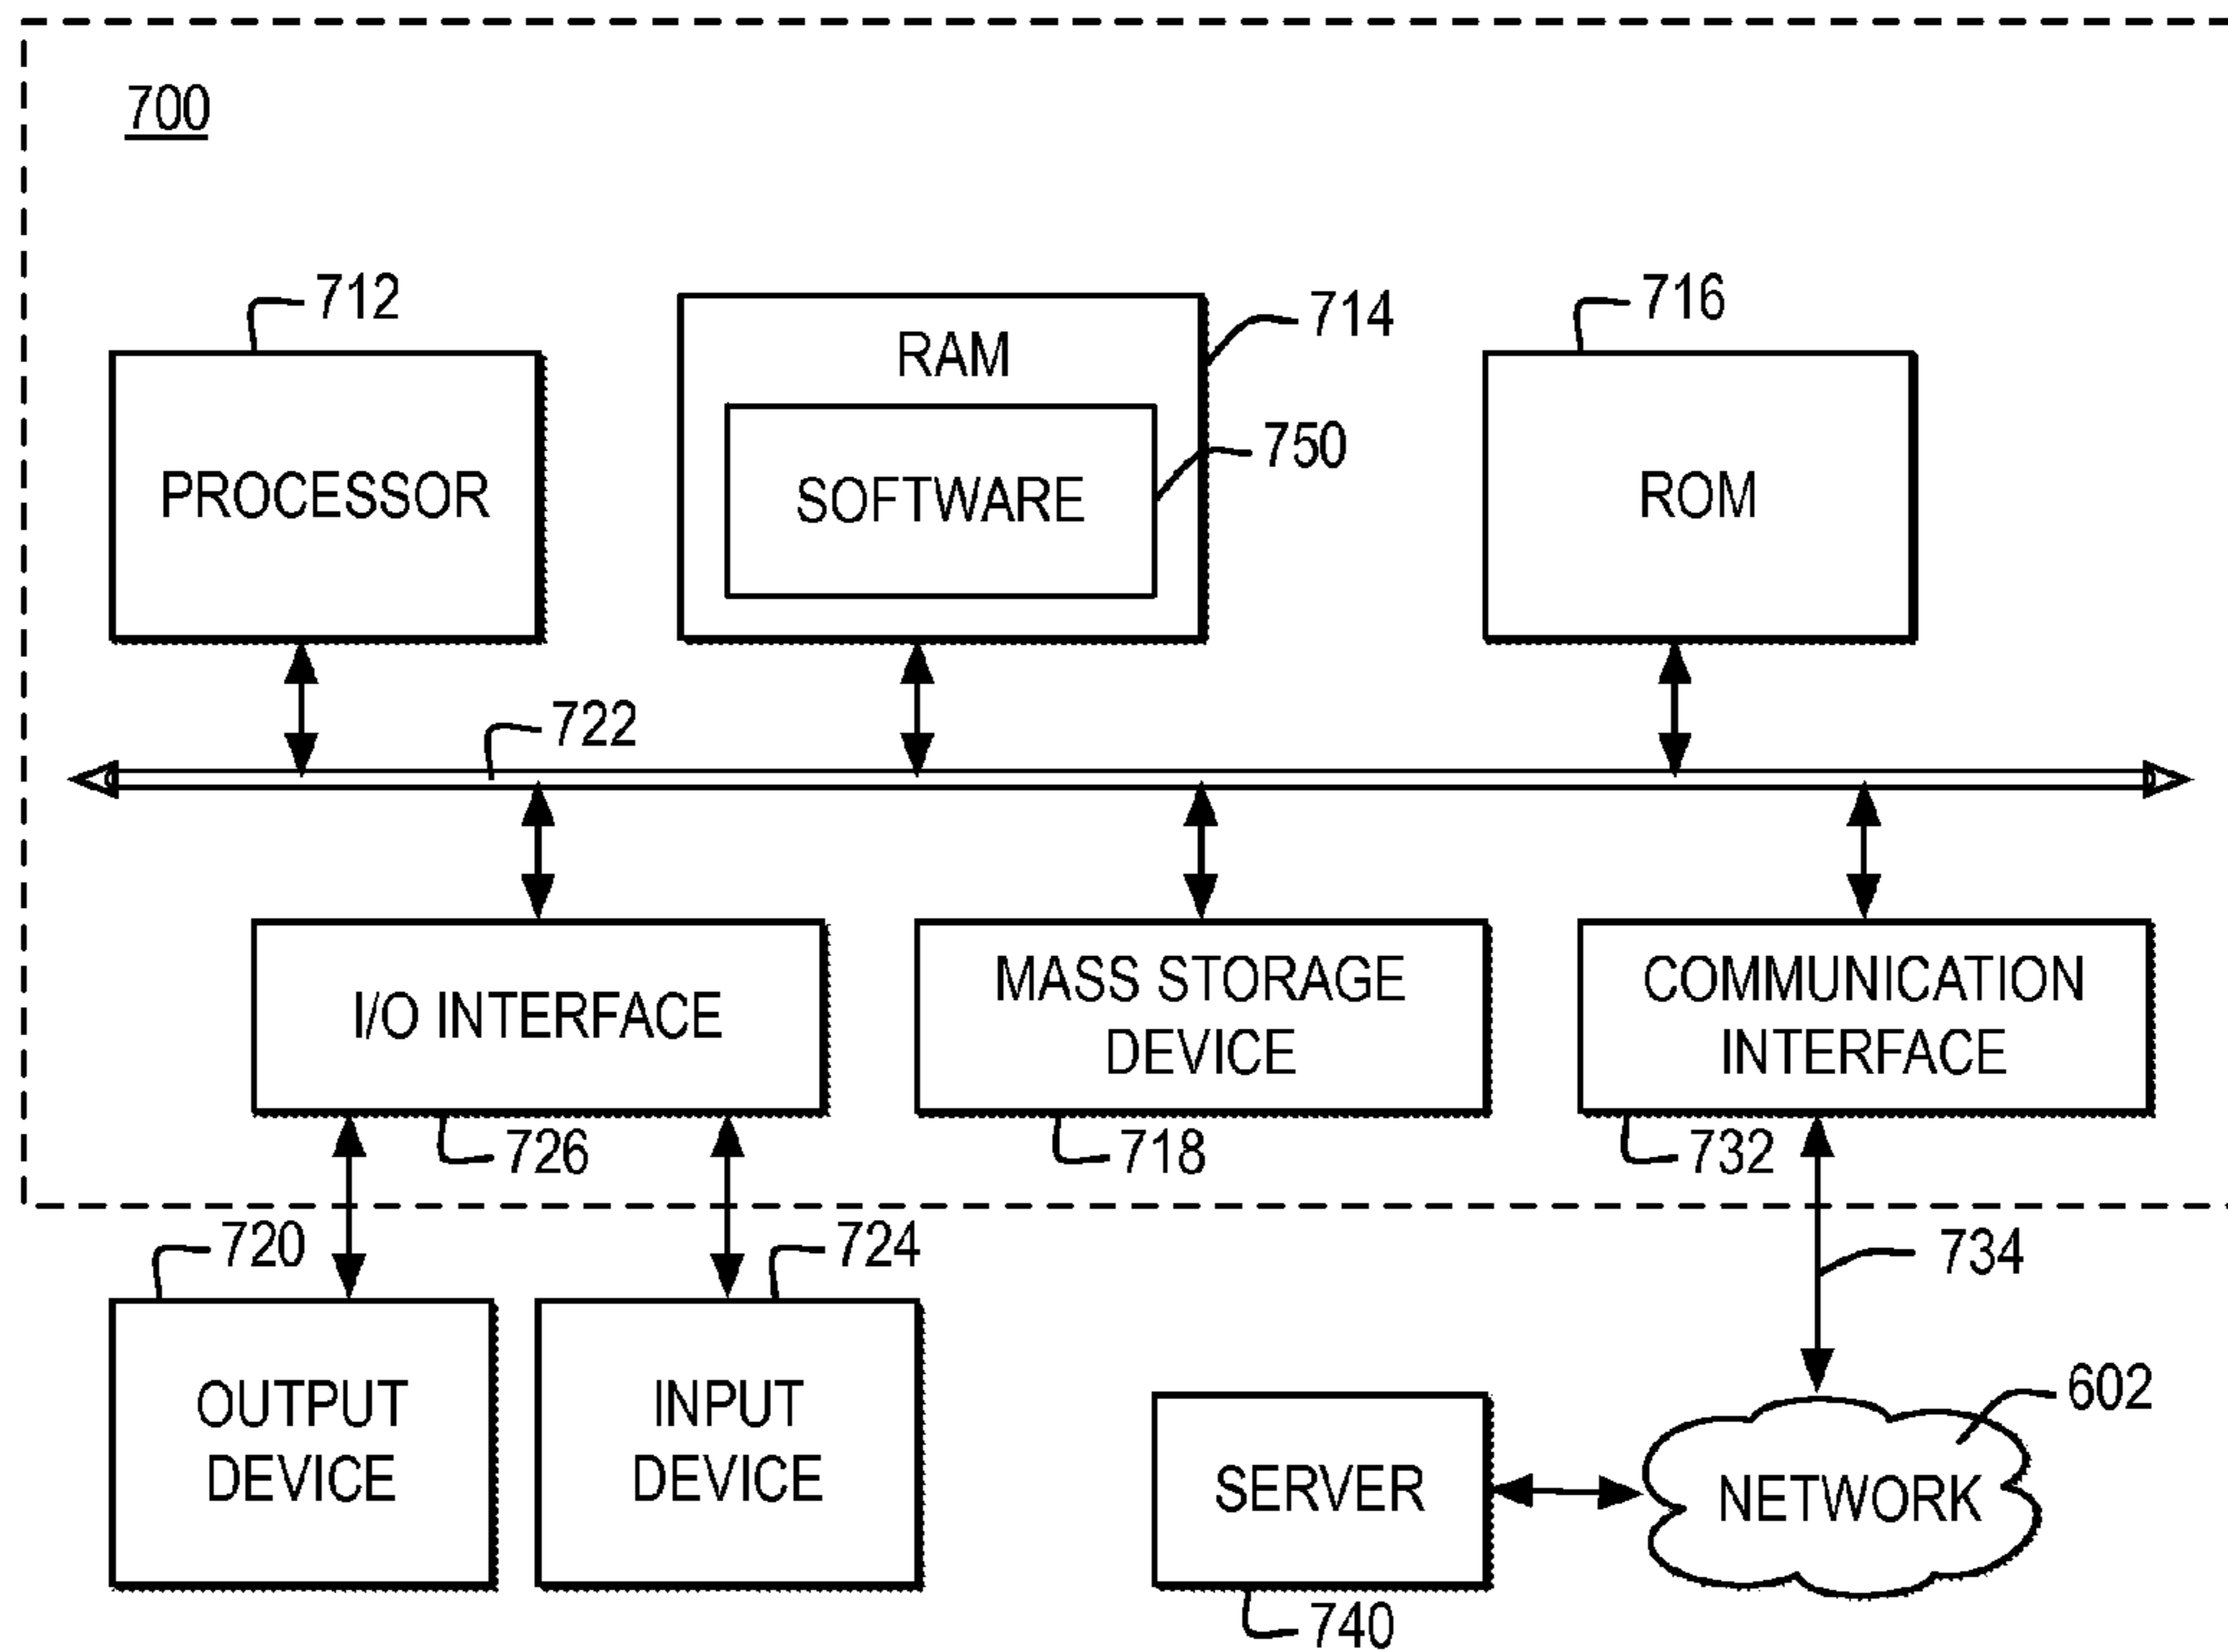 700
712
714
716
RAM
750
PROCESSOR
SOFTWARE
ROM
722
I/O INTERFACE
MASS STORAGE
DEVICE
COMMUNICATION
INTERFACE
726
718
732
720
724
734
OUTPUT
DEVICE
INPUT
DEVICE
602
SERVER
NETWORK
740